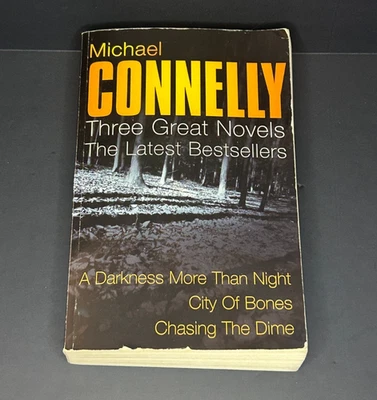 Michael
CONNELLY
Three Great Novels
The Latest Bestsellers
A Darkness More Than Night
City Of Bones
Chasing The Dime